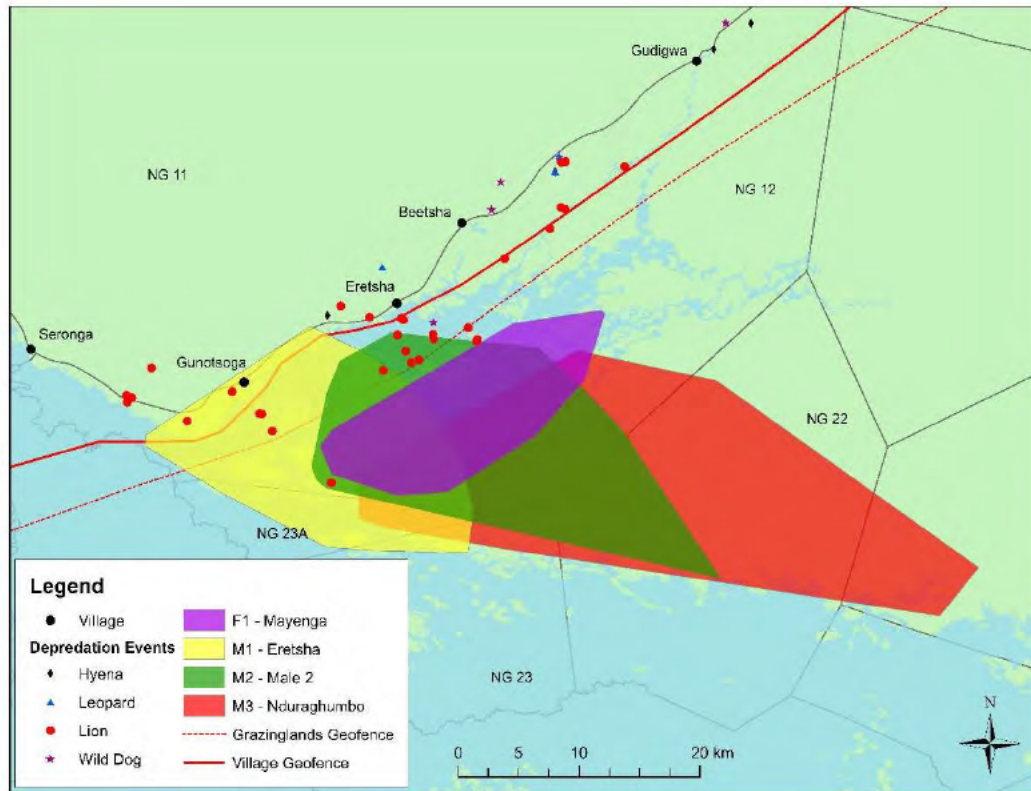 Gudigwa
NG 11
NG 12
Beetsha
Eretsha
Seronga
Gunotsoga
NG 22
NG 23A
NG 23
Legend
Village
Depredation Events
Hyena
Leopard
Lion
Wild Dog
F1 - Mayenga
M1 - Eretsha
M2 - Male 2
M3 - Nduraghumbo
Grazinglands Geofence
Village Geofence
0 5 10 20 km
N